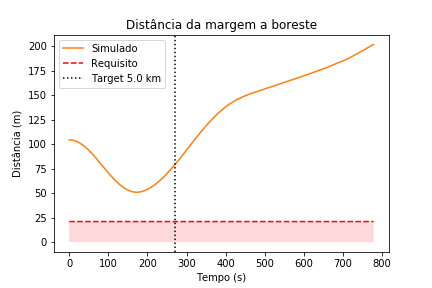 Distância da margem a boreste
Simulado
Requisito
Target 5.0 km
Distância (m)
200
175
150
125
100
75
50
25
0
0 100 200 300 400 500 600 700 800
Tempo (s)